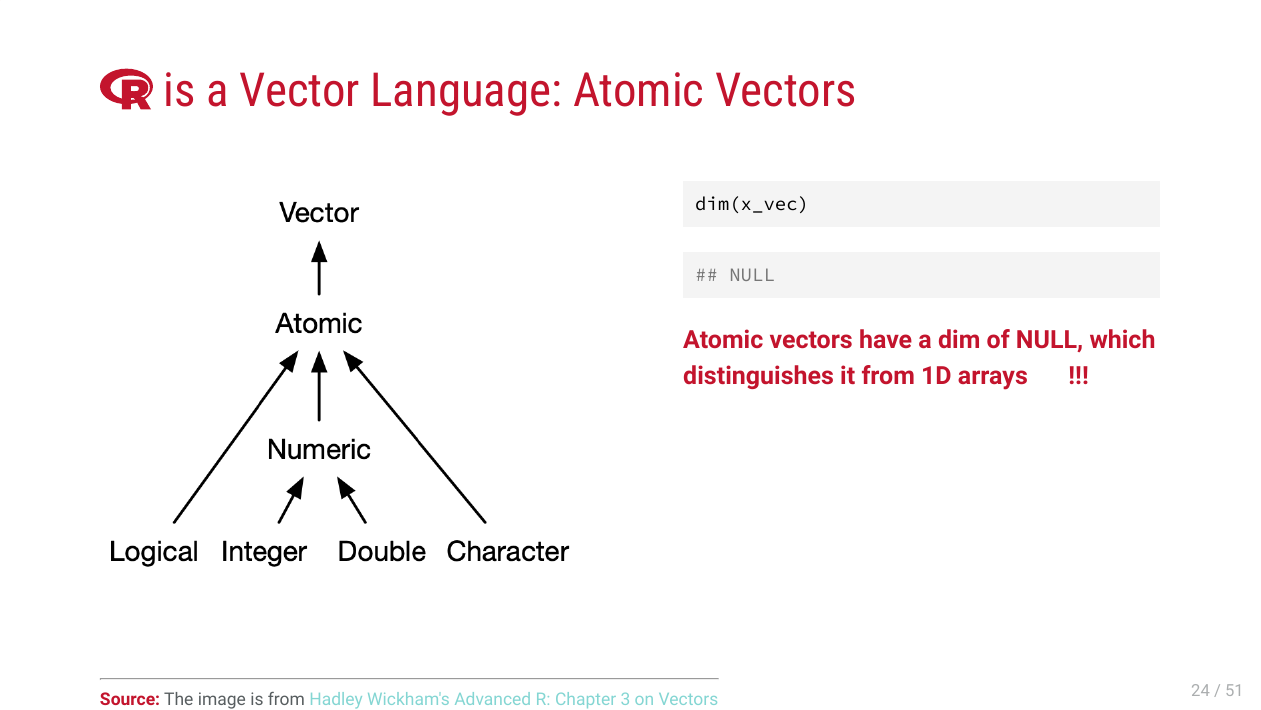 R is a Vector Language: Atomic Vectors
Vector
Atomic
Numeric
Logical Integer Double Character
dim(x_vec)
## NULL
Atomic vectors have a dim of NULL, which
distinguishes it from 1D arrays !!!
Source: The image is from Hadley Wickham's Advanced R: Chapter 3 on Vectors
24 / 51